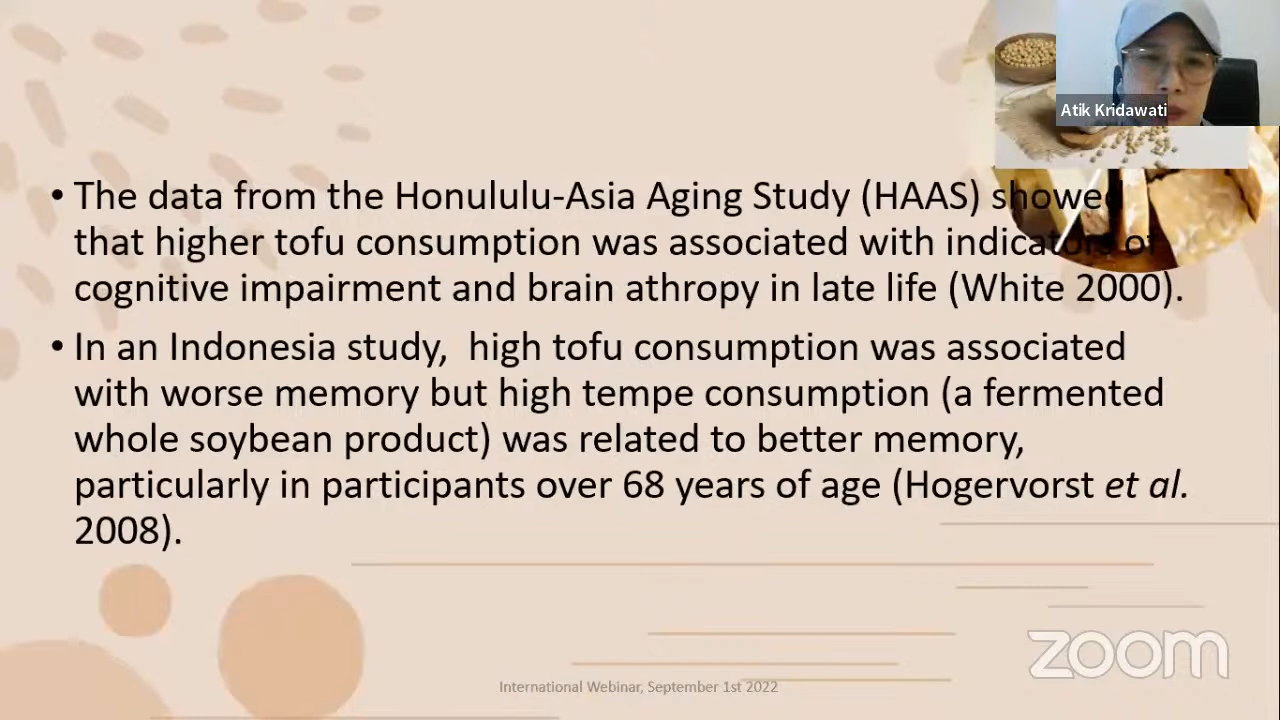 Atik Kridawati
• The data from the Honululu-Asia Aging Study (HAAS) showed
that higher tofu consumption was associated with indicators of
cognitive impairment and brain athropy in late life (White 2000).
• In an Indonesia study,  high tofu consumption was associated
with worse memory but high tempe consumption (a fermented
whole soybean product) was related to better memory,
particularly in participants over 68 years of age (Hogervorst et al.
2008).
zoom
International Webinar, September 1st 2022